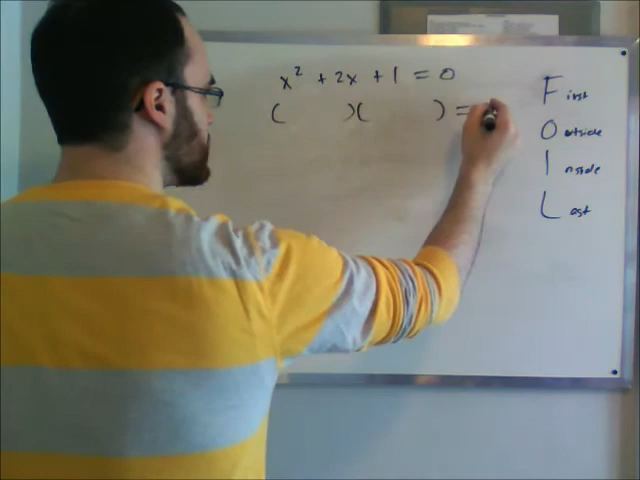 x² + 2x + 1 = 0
(        )(        ) =
First
Outside
Inside
Last